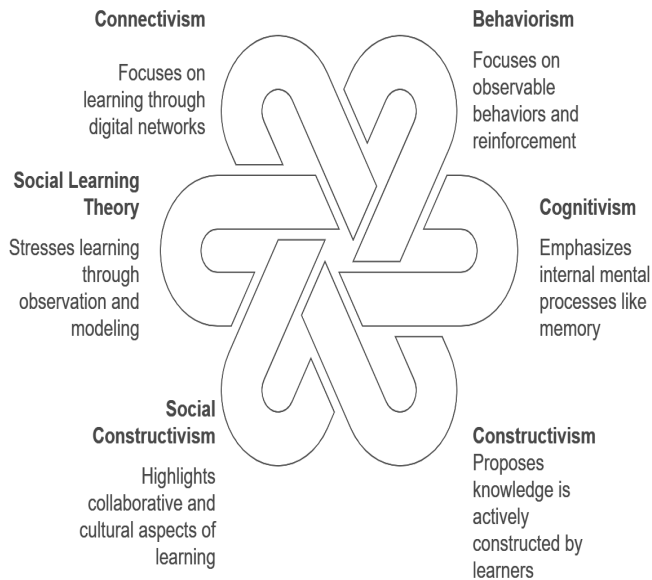 Connectivism
Focuses on
learning through
digital networks
Behaviorism
Focuses on
observable
behaviors and
reinforcement
Social Learning
Theory
Stresses learning
through
observation and
modeling
Cognitivism
Emphasizes
internal mental
processes like
memory
Social
Constructivism
Highlights
collaborative and
cultural aspects of
learning
Constructivism
Proposes
knowledge is
actively
constructed by
learners